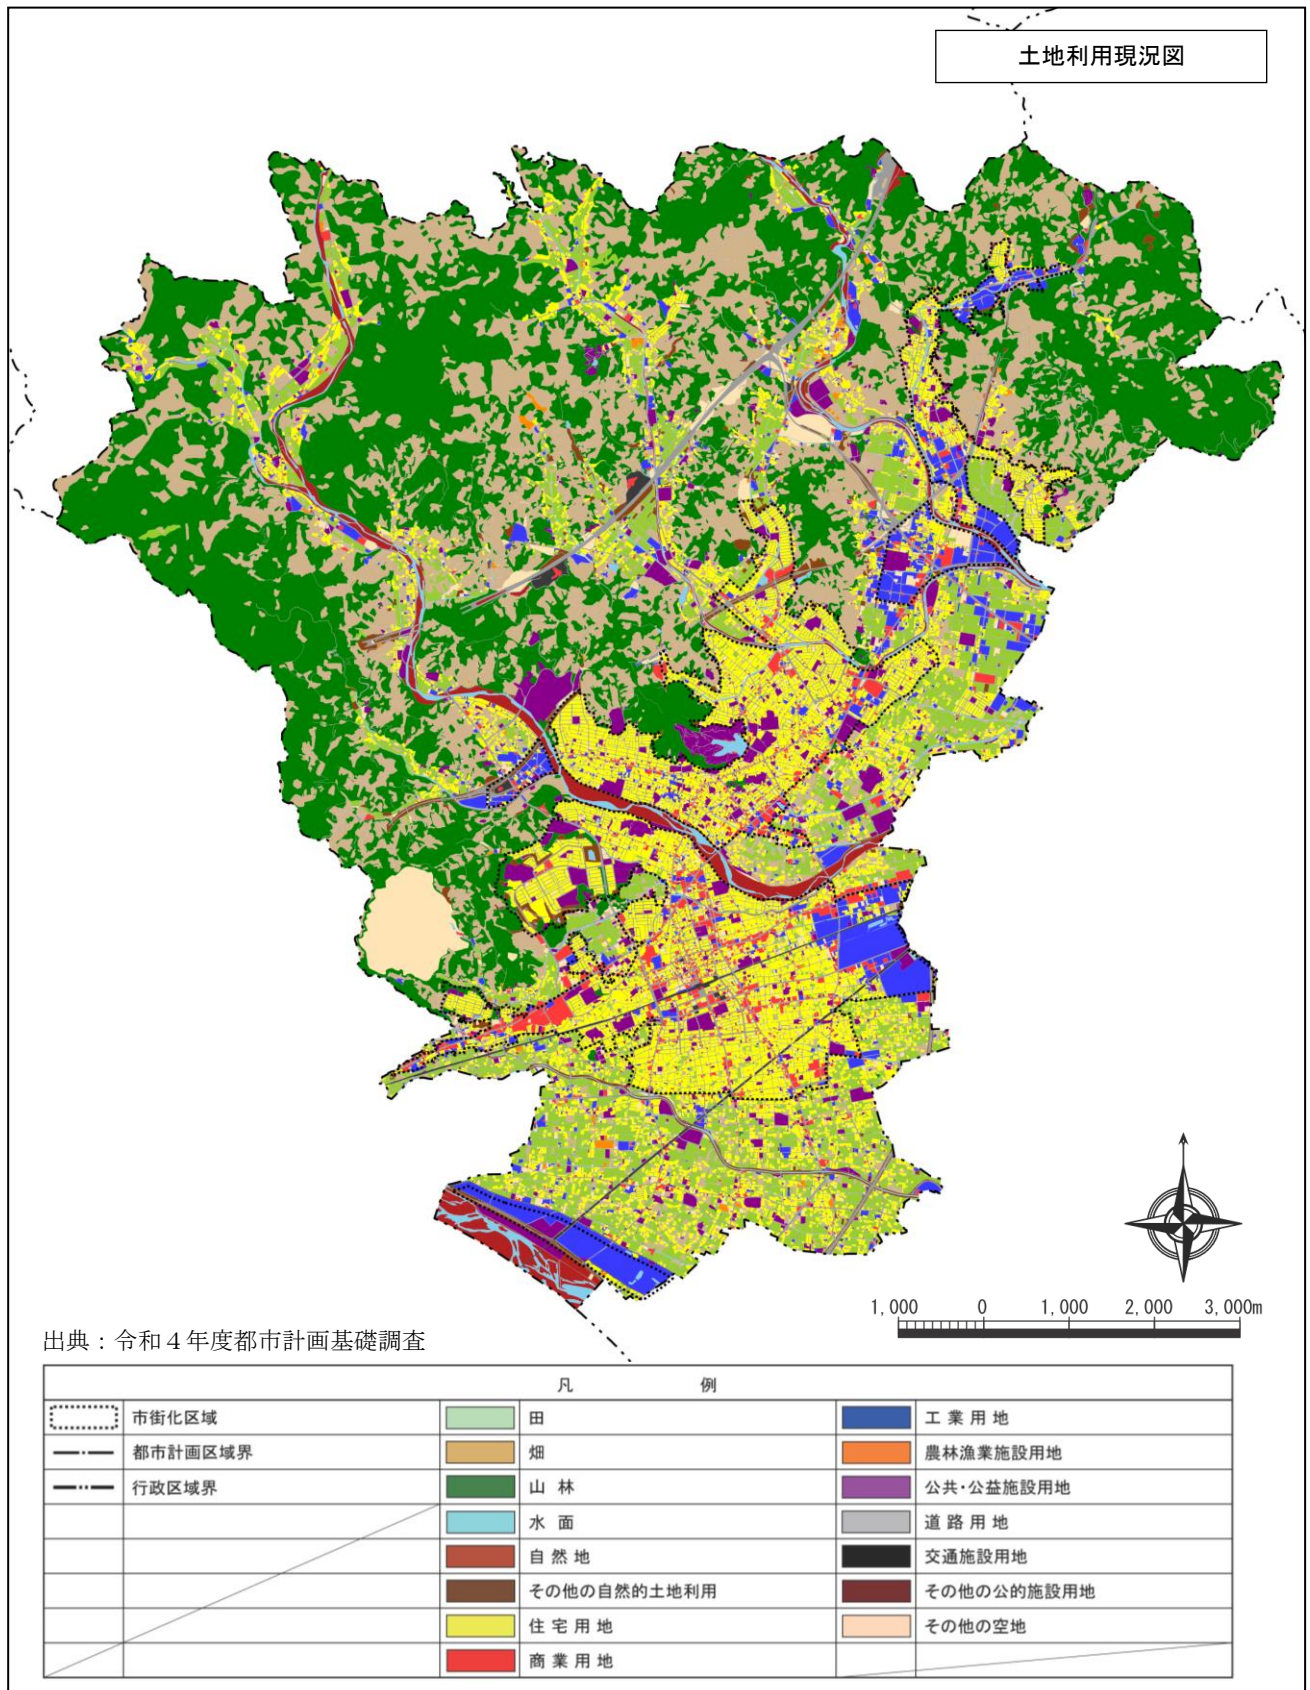 土地利用現況図
1,000 0 1,000 2,000 3,000m
出典：令和４年度都市計画基礎調査
凡 例
市街化区域 田 工業用地
都市計画区域界 畑 農林漁業施設用地
行政区域界 山林 公共・公益施設用地
水面 道路用地
自然地 交通施設用地
その他の自然的土地利用 その他の公的施設用地
住宅用地 その他の空地
商業用地